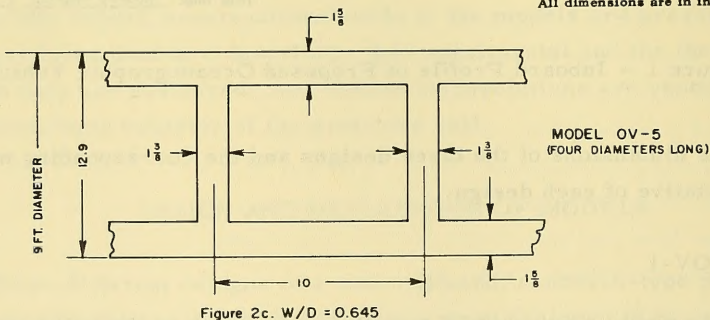 All dimensions are in in
1 5/8
9 FT. DIAMETER
12.9
1 3/8
1 3/8
MODEL OV-5
(FOUR DIAMETERS LONG)
10
1 5/8
Figure 2c. W/D = 0.645